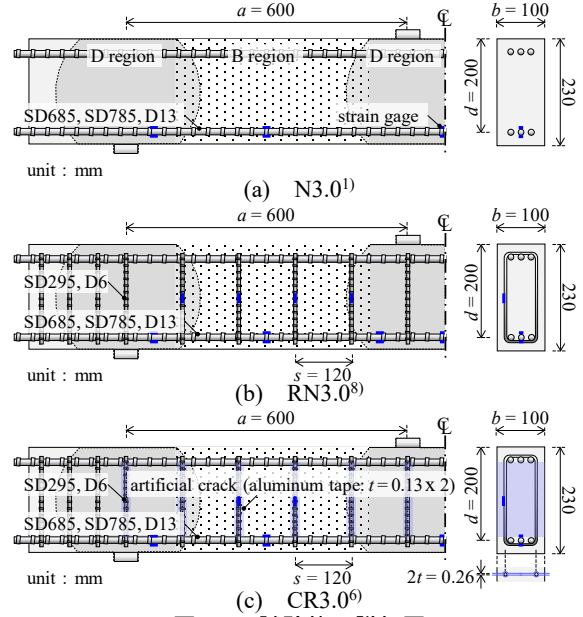 a = 600
℄
b = 100
D region
B region
D region
d = 200
230
SD685, SD785, D13
strain gage
unit : mm
(a) N3.0¹⁾
a = 600
℄
b = 100
SD295, D6
d = 200
230
SD685, SD785, D13
unit : mm
s = 120
(b) RN3.0⁸⁾
a = 600
℄
b = 100
SD295, D6
artificial crack (aluminum tape: t = 0.13 x 2)
d = 200
230
SD685, SD785, D13
unit : mm
s = 120
2t = 0.26
(c) CR3.0⁶⁾